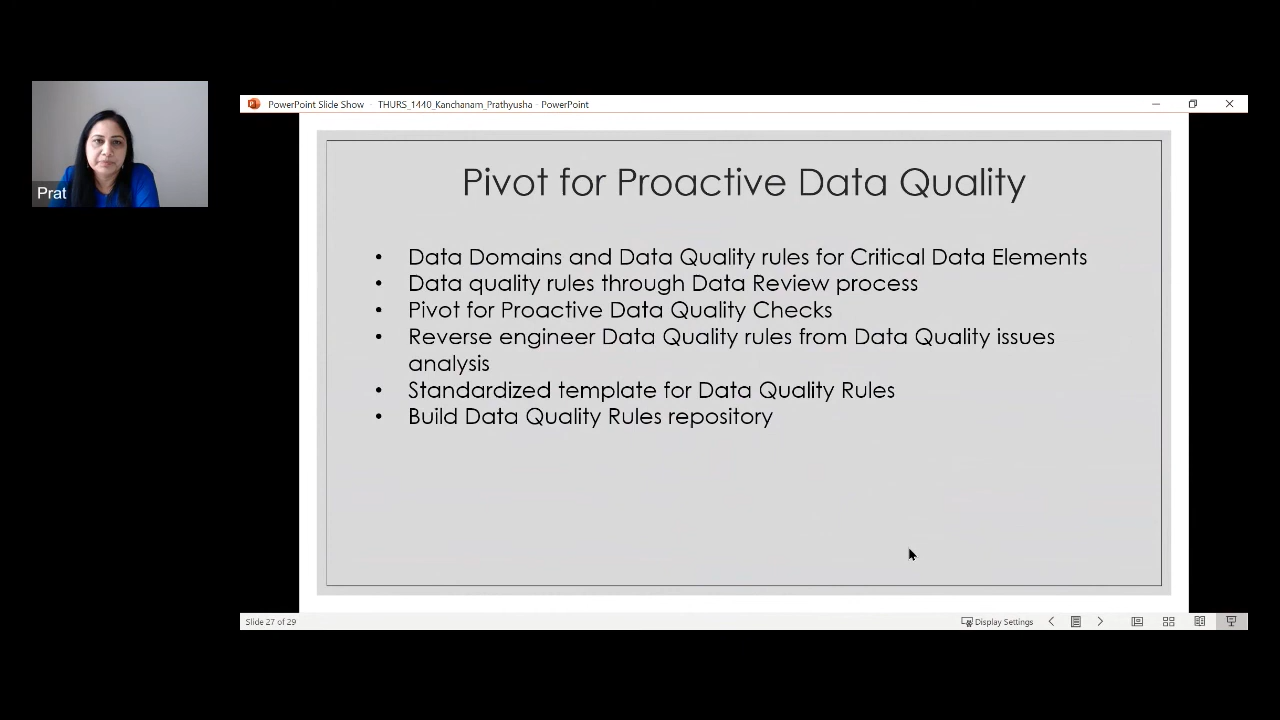 PowerPoint Slide Show - THURS_1440_Kanchanam_Prathyusha - PowerPoint
Prat
Pivot for Proactive Data Quality
• Data Domains and Data Quality rules for Critical Data Elements
• Data quality rules through Data Review process
• Pivot for Proactive Data Quality Checks
• Reverse engineer Data Quality rules from Data Quality issues
analysis
• Standardized template for Data Quality Rules
• Build Data Quality Rules repository
Slide 27 of 29
Display Settings